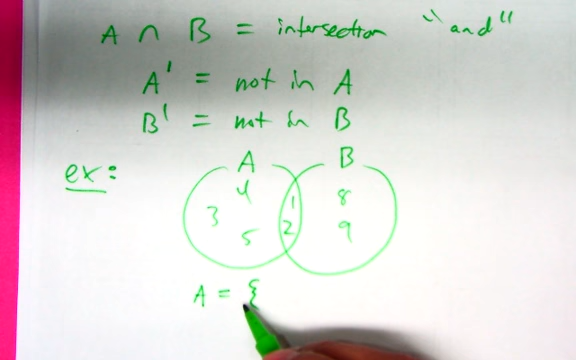 A ∩ B = intersection "and"
A' = not in A
B' = not in B
ex:
A B
4 1 8
3
5 2 9
A = {